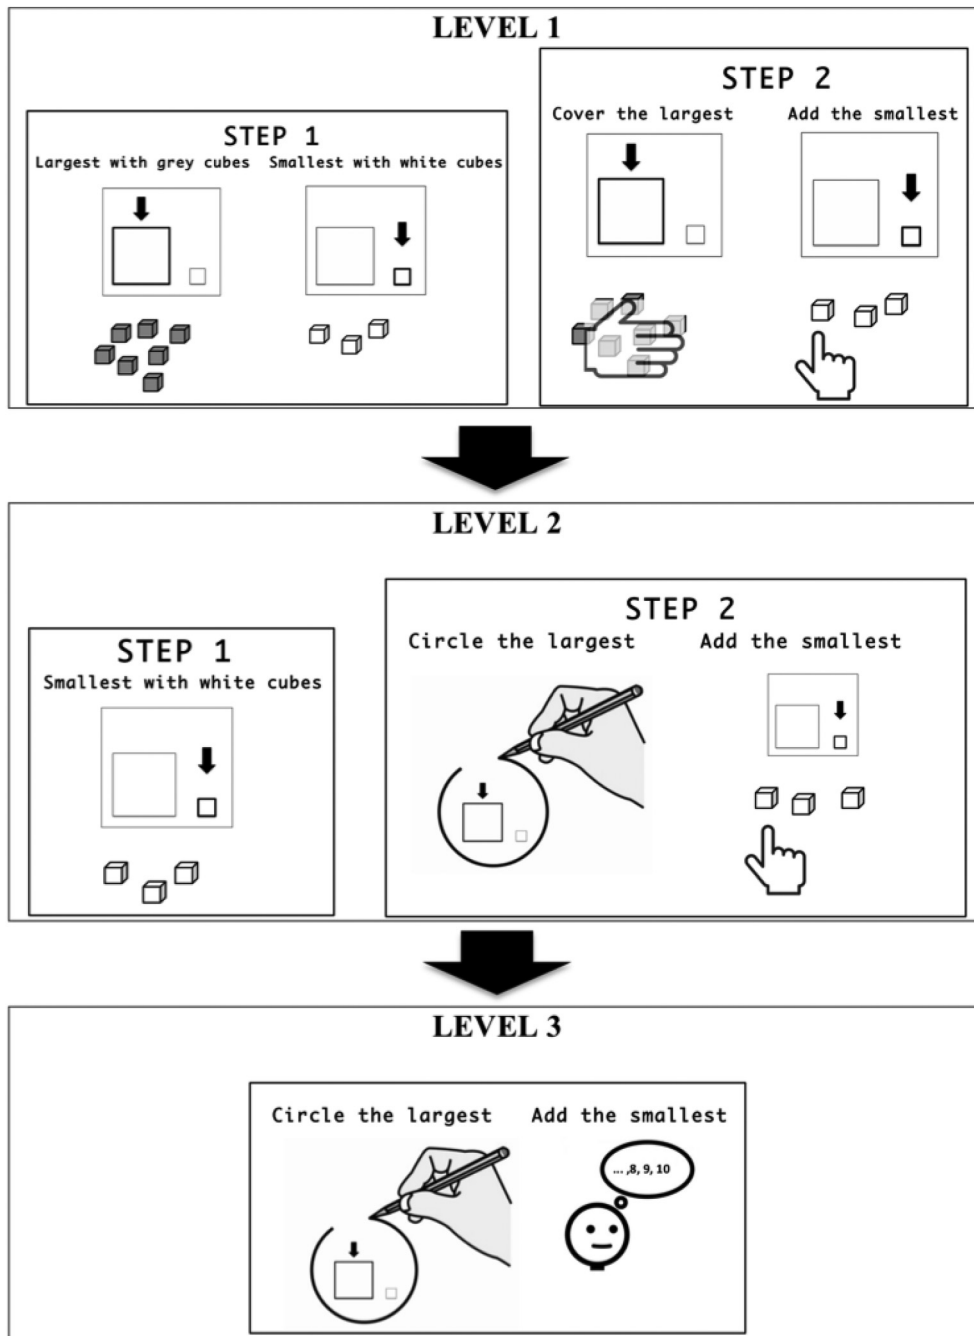 LEVEL 1
STEP 1
Largest with grey cubes
Smallest with white cubes
STEP 2
Cover the largest
Add the smallest
LEVEL 2
STEP 1
Smallest with white cubes
STEP 2
Circle the largest
Add the smallest
LEVEL 3
Circle the largest
Add the smallest
... ,8, 9, 10